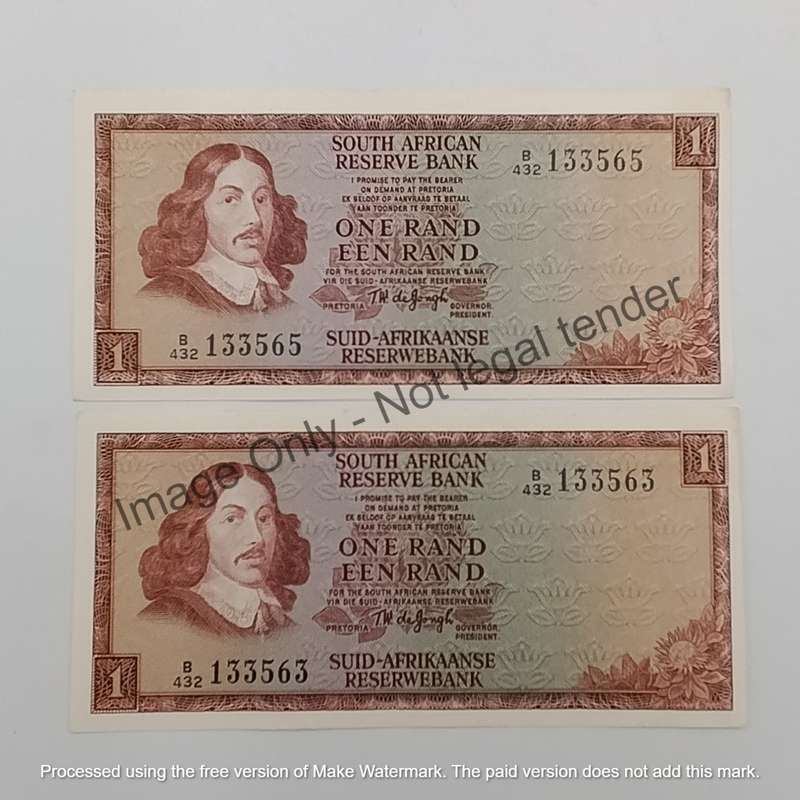 SOUTH AFRICAN
RESERVE BANK
B
432 133565
1
I PROMISE TO PAY THE BEARER
ON DEMAND AT PRETORIA
EK BELOOF OP AANVRAAG TE BETAAL
AAN TOONDER TE PRETORIA
ONE RAND
EEN RAND
FOR THE SOUTH AFRICAN RESERVE BANK
VIR DIE SUID-AFRIKAANSE RESERWEBANK
T.W. de Jongh
PRETORIA GOVERNOR.
PRESIDENT.
1
B
432 133565
SUID-AFRIKAANSE
RESERWEBANK
Image Only - Not legal tender
SOUTH AFRICAN
RESERVE BANK
B
432 133563
1
I PROMISE TO PAY THE BEARER
ON DEMAND AT PRETORIA
EK BELOOF OP AANVRAAG TE BETAAL
AAN TOONDER TE PRETORIA
ONE RAND
EEN RAND
FOR THE SOUTH AFRICAN RESERVE BANK
VIR DIE SUID-AFRIKAANSE RESERWEBANK
T.W. de Jongh
PRETORIA GOVERNOR.
PRESIDENT.
1
B
432 133563
SUID-AFRIKAANSE
RESERWEBANK
Processed using the free version of Make Watermark. The paid version does not add this mark.